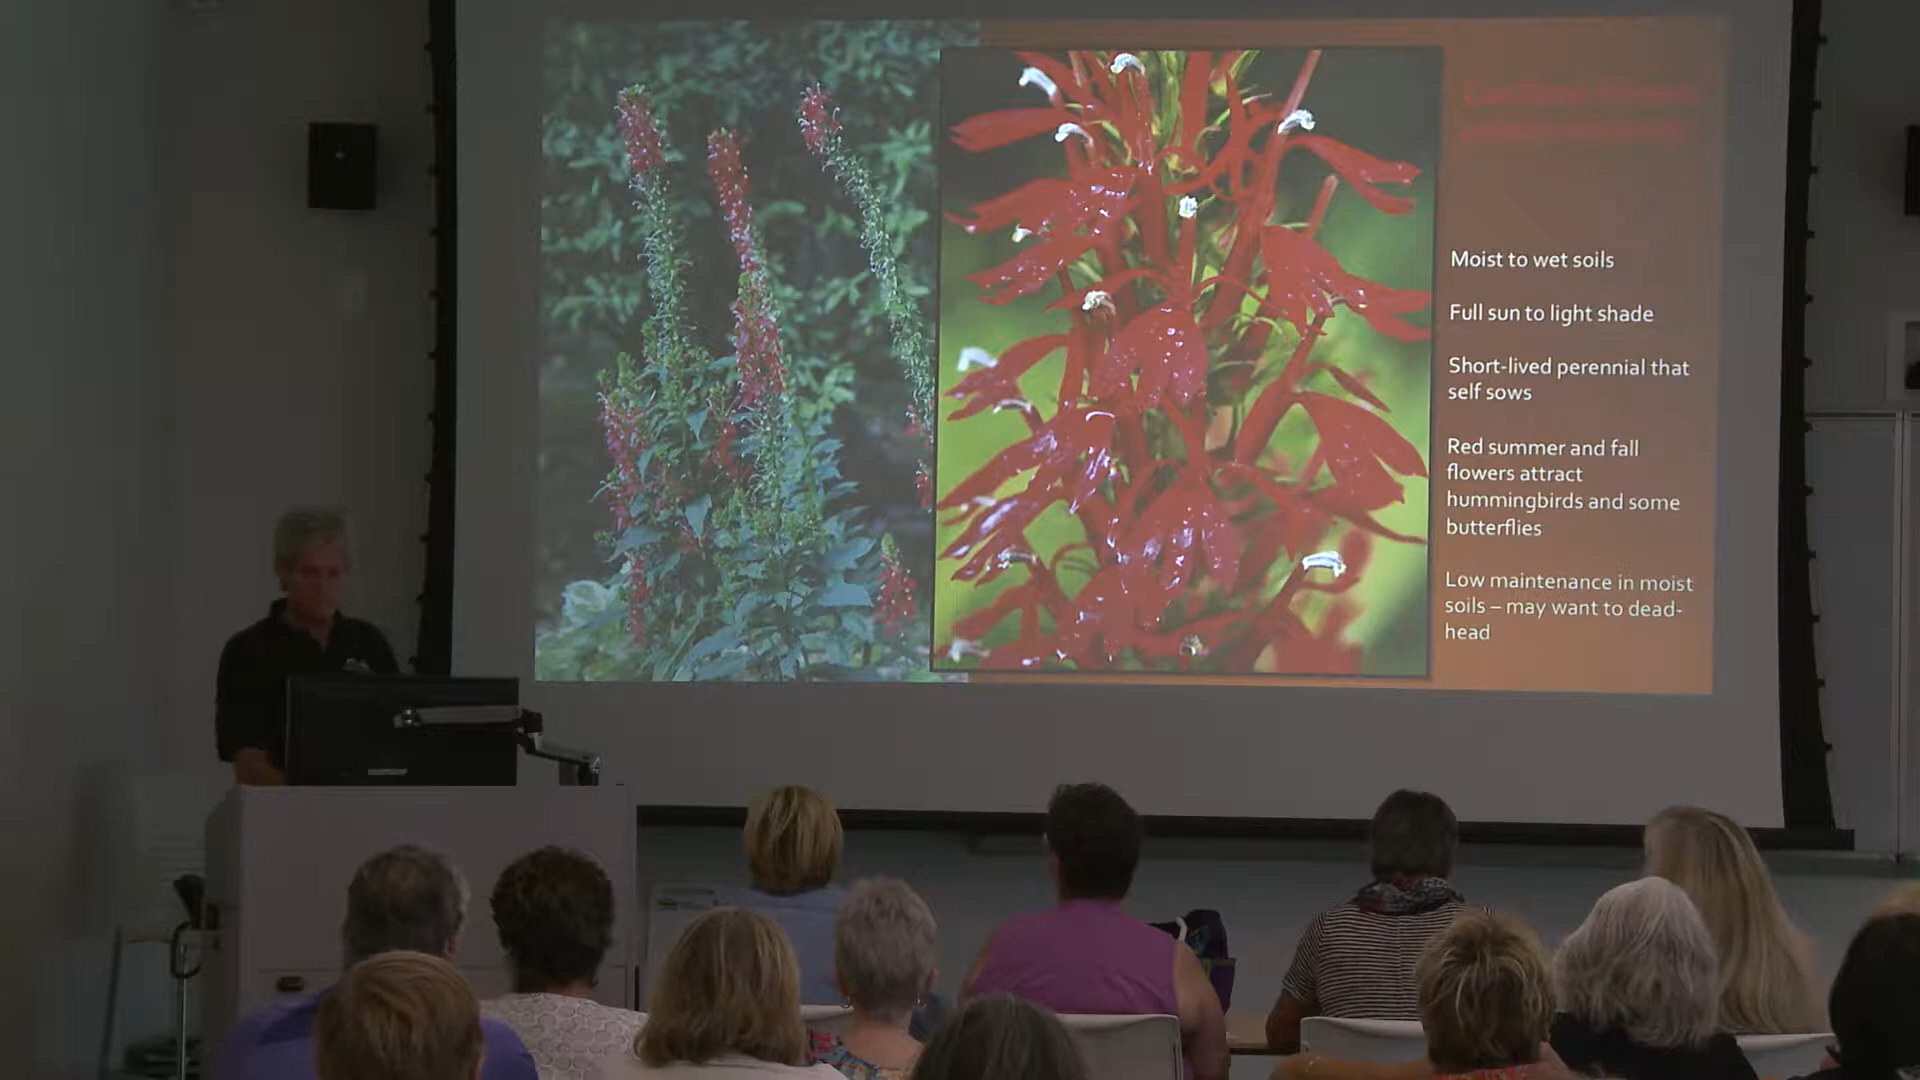 Moist to wet soils
Full sun to light shade
Short-lived perennial that
self sows
Red summer and fall
flowers attract
hummingbirds and some
butterflies
Low maintenance in moist
soils – may want to dead-
head